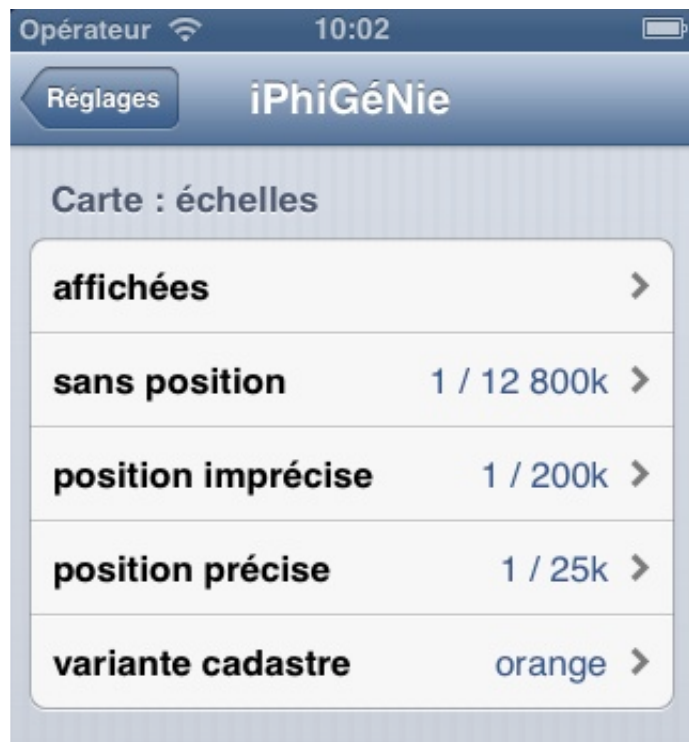 Opérateur 10:02
Réglages iPhiGéNie
Carte : échelles
affichées
sans position 1 / 12 800k
position imprécise 1 / 200k
position précise 1 / 25k
variante cadastre orange